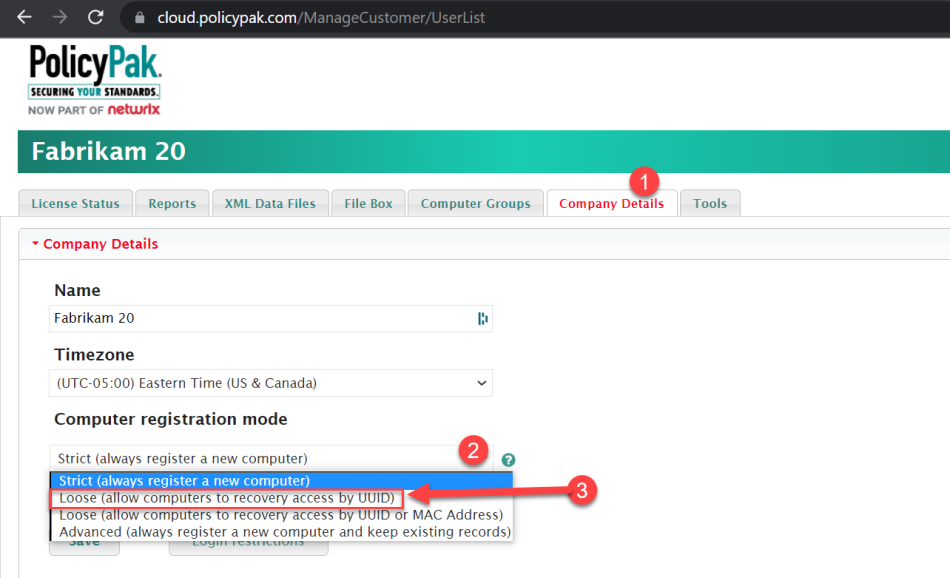 cloud.policypak.com/ManageCustomer/UserList
PolicyPak.
SECURING YOUR STANDARDS.
NOW PART OF netwrix
Fabrikam 20
1
License Status Reports XML Data Files File Box Computer Groups Company Details Tools
Company Details
Name
Fabrikam 20
Timezone
(UTC-05:00) Eastern Time (US & Canada)
Computer registration mode
Strict (always register a new computer) 2 ?
Strict (always register a new computer)
Loose (allow computers to recovery access by UUID) 3
Loose (allow computers to recovery access by UUID or MAC Address)
Advanced (always register a new computer and keep existing records)
Save Login restrictions